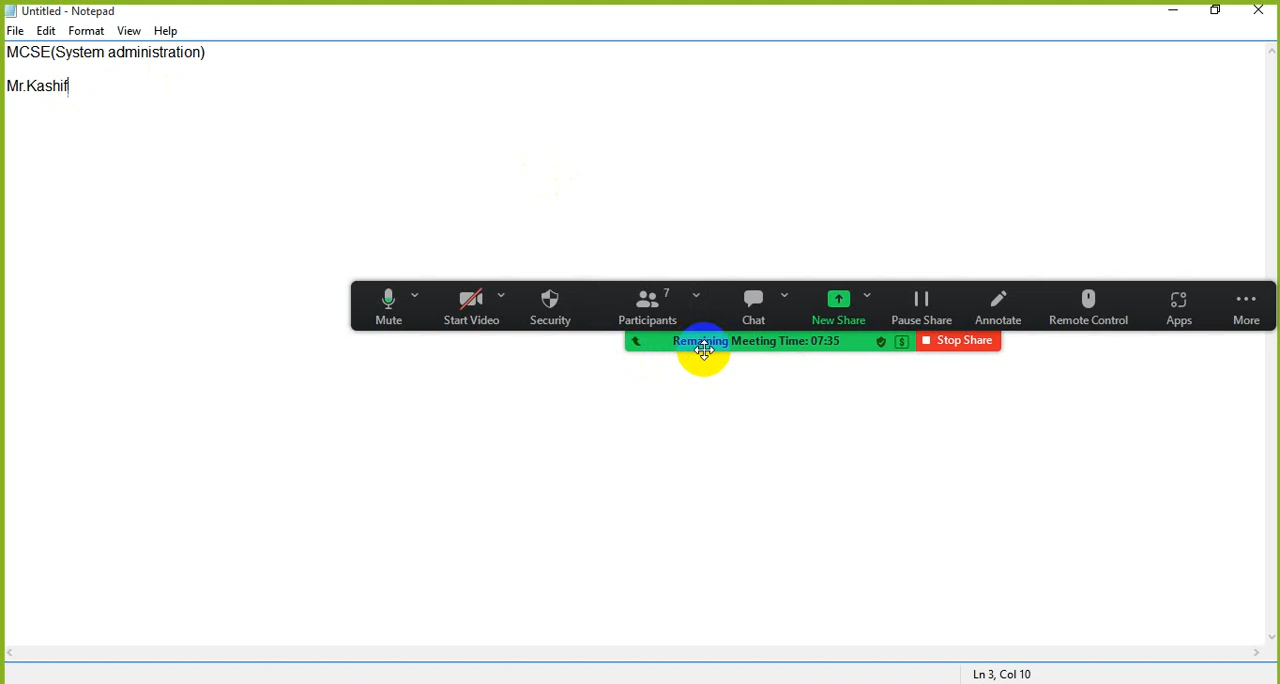 Untitled - Notepad
File Edit Format View Help
MCSE(System administration)
Mr.Kashif
Mute Start Video Security Participants 7 Chat New Share Pause Share Annotate Remote Control Apps More
Remaining Meeting Time: 07:35 $ Stop Share
Ln 3, Col 10